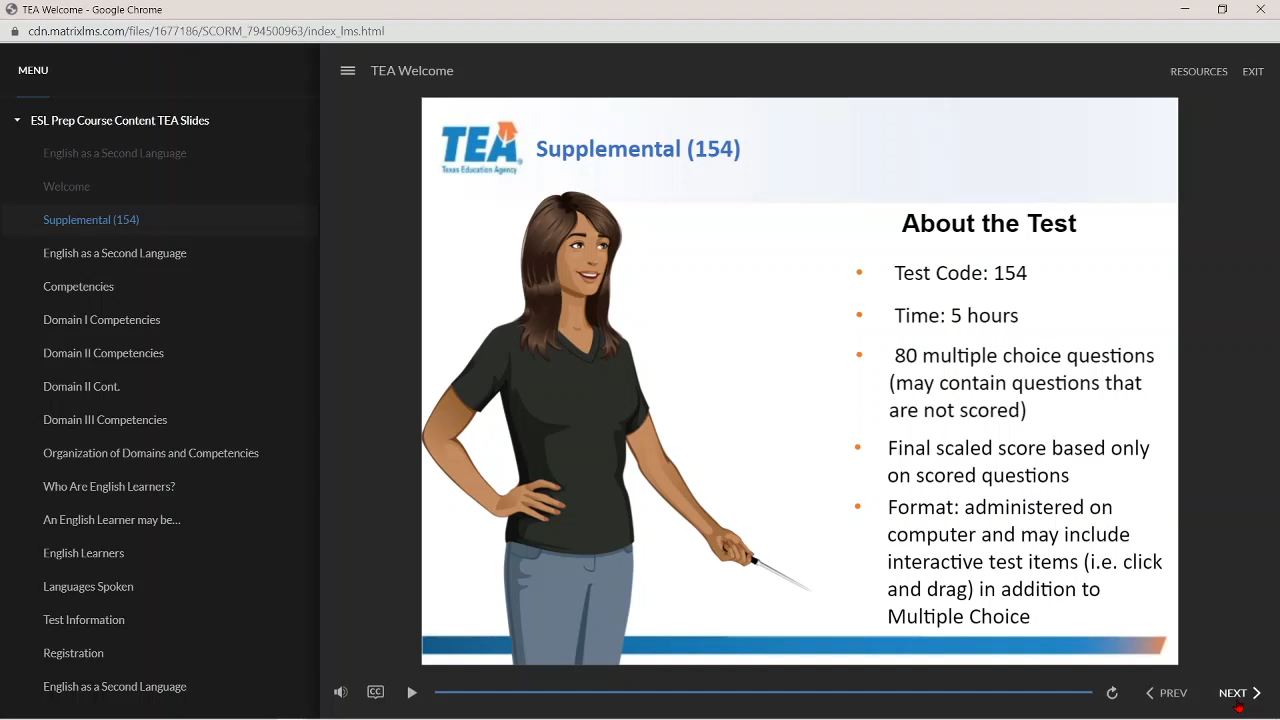 TEA Welcome - Google Chrome
cdn.matrixlms.com/files/1677186/SCORM_794500963/index_lms.html
MENU
ESL Prep Course Content TEA Slides
English as a Second Language
Welcome
Supplemental (154)
English as a Second Language
Competencies
Domain I Competencies
Domain II Competencies
Domain II Cont.
Domain III Competencies
Organization of Domains and Competencies
Who Are English Learners?
An English Learner may be...
English Learners
Languages Spoken
Test Information
Registration
English as a Second Language
TEA Welcome
RESOURCES
EXIT
TEA
Texas Education Agency
Supplemental (154)
About the Test
• Test Code: 154
• Time: 5 hours
• 80 multiple choice questions
(may contain questions that
are not scored)
• Final scaled score based only
on scored questions
• Format: administered on
computer and may include
interactive test items (i.e. click
and drag) in addition to
Multiple Choice
CC
PREV
NEXT